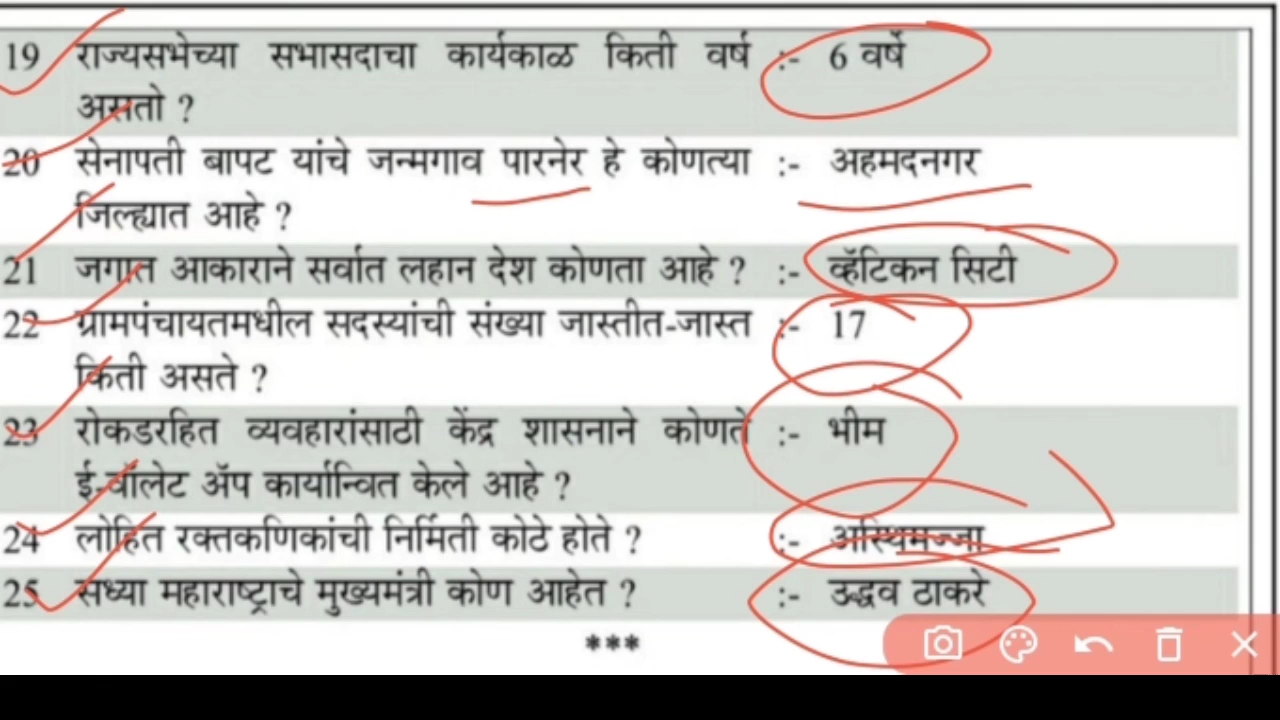 19 राज्यसभेच्या सभासदाचा कार्यकाळ किती वर्ष :- 6 वर्षे
असतो ?
20 सेनापती बापट यांचे जन्मगाव पारनेर हे कोणत्या :- अहमदनगर
जिल्ह्यात आहे ?
21 जगात आकाराने सर्वात लहान देश कोणता आहे ? :- व्हॅटिकन सिटी
22 ग्रामपंचायतमधील सदस्यांची संख्या जास्तीत-जास्त :- 17
किती असते ?
23 रोकडरहित व्यवहारांसाठी केंद्र शासनाने कोणते :- भीम
ई-वॉलेट ॲप कार्यान्वित केले आहे ?
24 लोहित रक्तकणिकांची निर्मिती कोठे होते ? :- अस्थिमज्जा
25 सध्या महाराष्ट्राचे मुख्यमंत्री कोण आहेत ? :- उद्धव ठाकरे
***